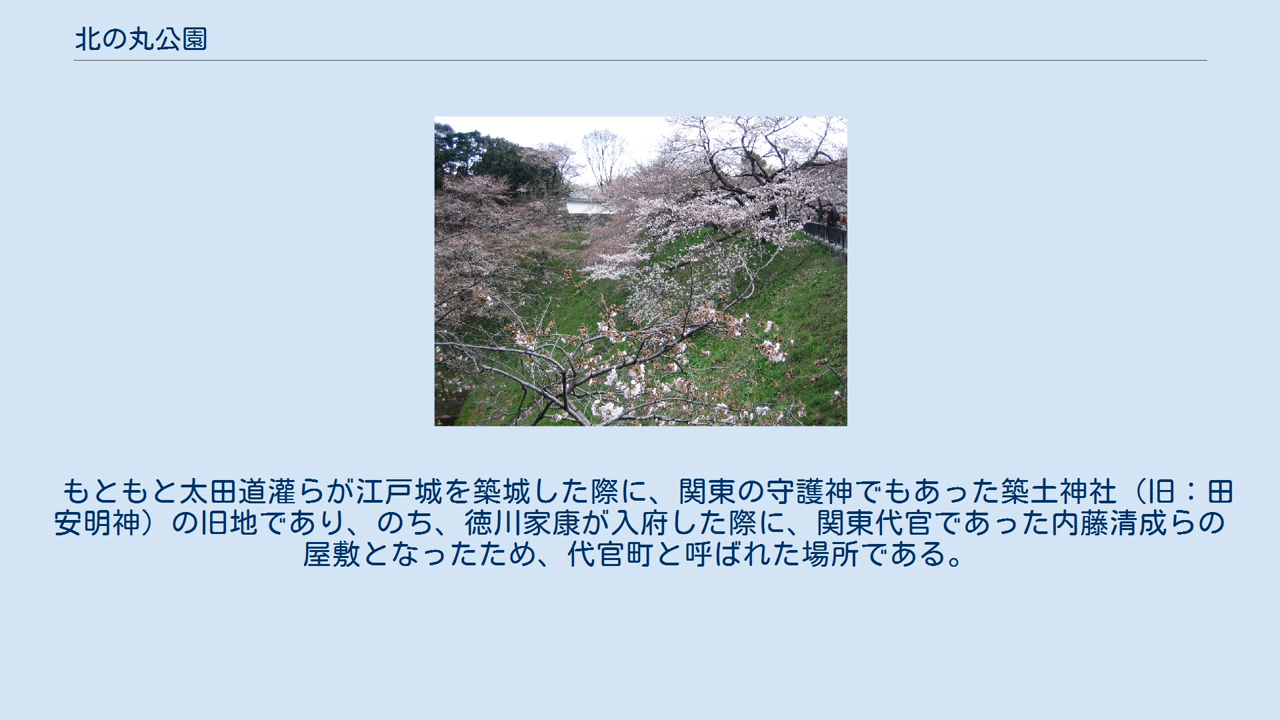 北の丸公園
もともと太田道灌らが江戸城を築城した際に、関東の守護神でもあった築土神社（旧：田
安明神）の旧地であり、のち、徳川家康が入府した際に、関東代官であった内藤清成らの
屋敷となったため、代官町と呼ばれた場所である。